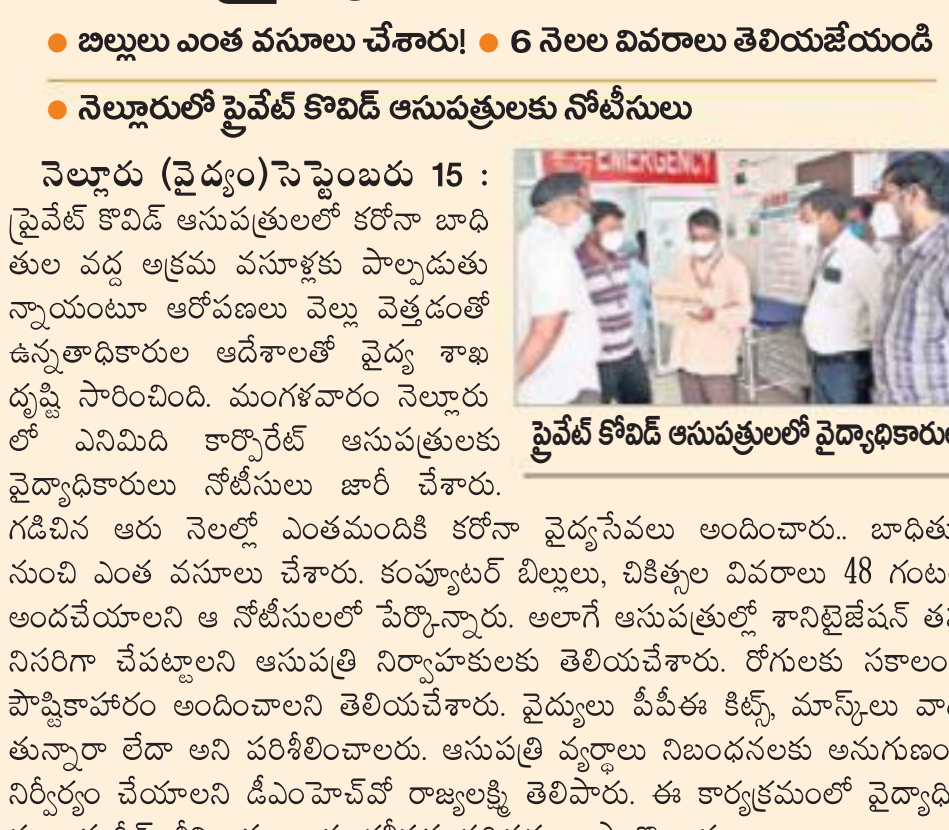 బిల్లులు ఎంత వసూలు చేశారు! ● 6 నెలల వివరాలు తెలియజేయండి
నెల్లూరులో ప్రైవేట్ కొవిడ్ ఆసుపత్రులకు నోటీసులు
నెల్లూరు (వైద్యం) సెప్టెంబరు 15 :
ప్రైవేట్ కొవిడ్ ఆసుపత్రులలో కరోనా బాధి
తుల వద్ద అక్రమ వసూళ్లకు పాల్పడుతు
న్నాయంటూ ఆరోపణలు వెల్లు వెత్తడంతో
ఉన్నతాధికారుల ఆదేశాలతో వైద్య శాఖ
దృష్టి సారించింది. మంగళవారం నెల్లూరు
లో ఎనిమిది కార్పొరేట్ ఆసుపత్రులకు
వైద్యాధికారులు నోటీసులు జారీ చేశారు.
EMERGENCY
ప్రైవేట్ కోవిడ్ ఆసుపత్రులలో వైద్యాధికారుల
గడిచిన ఆరు నెలల్లో ఎంతమందికి కరోనా వైద్యసేవలు అందించారు.. బాధితు
నుంచి ఎంత వసూలు చేశారు. కంప్యూటర్ బిల్లులు, చికిత్సల వివరాలు 48 గంట
అందచేయాలని ఆ నోటీసులలో పేర్కొన్నారు. అలాగే ఆసుపత్రుల్లో శానిటైజేషన్ త
నిసరిగా చేపట్టాలని ఆసుపత్రి నిర్వాహకులకు తెలియచేశారు. రోగులకు సకాలం
పౌష్టికాహారం అందించాలని తెలియచేశారు. వైద్యులు పీపీఈ కిట్స్, మాస్క్‌లు వా
తున్నారా లేదా అని పరిశీలించాలరు. ఆసుపత్రి వ్యర్థాలు నిబంధనలకు అనుగుణం
నిర్వీర్యం చేయాలని డీఎంహెచ్‌వో రాజ్యలక్ష్మి తెలిపారు. ఈ కార్యక్రమంలో వైద్యాధి